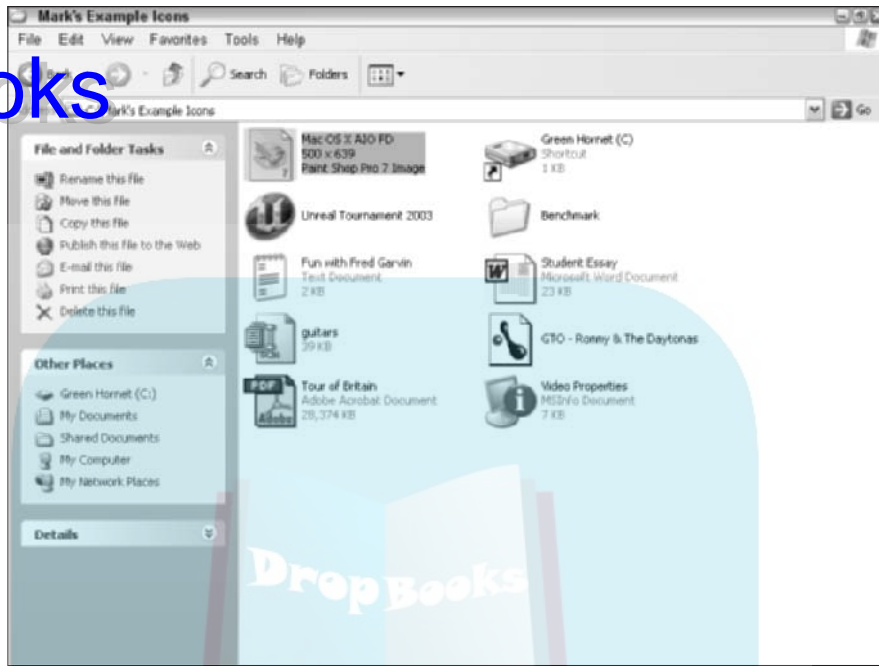 Mark's Example Icons
File Edit View Favorites Tools Help
Back Search Folders
ooks
Mark's Example Icons Go
File and Folder Tasks
Rename this file
Move this file
Copy this file
Publish this file to the Web
E-mail this file
Print this file
Delete this file
Other Places
Green Hornet (C:)
My Documents
Shared Documents
My Computer
My Network Places
Details
Mac OS X AIO FD
500 x 639
Paint Shop Pro 7 Image
Green Hornet (C)
Shortcut
1 KB
Unreal Tournament 2003
Benchmark
Fun with Fred Garvin
Text Document
2 KB
Student Essay
Microsoft Word Document
23 KB
guitars
39 KB
GTO - Ronny & The Daytonas
PDF
Adobe
Tour of Britain
Adobe Acrobat Document
28,374 KB
Video Properties
MSInfo Document
7 KB
DropBooks